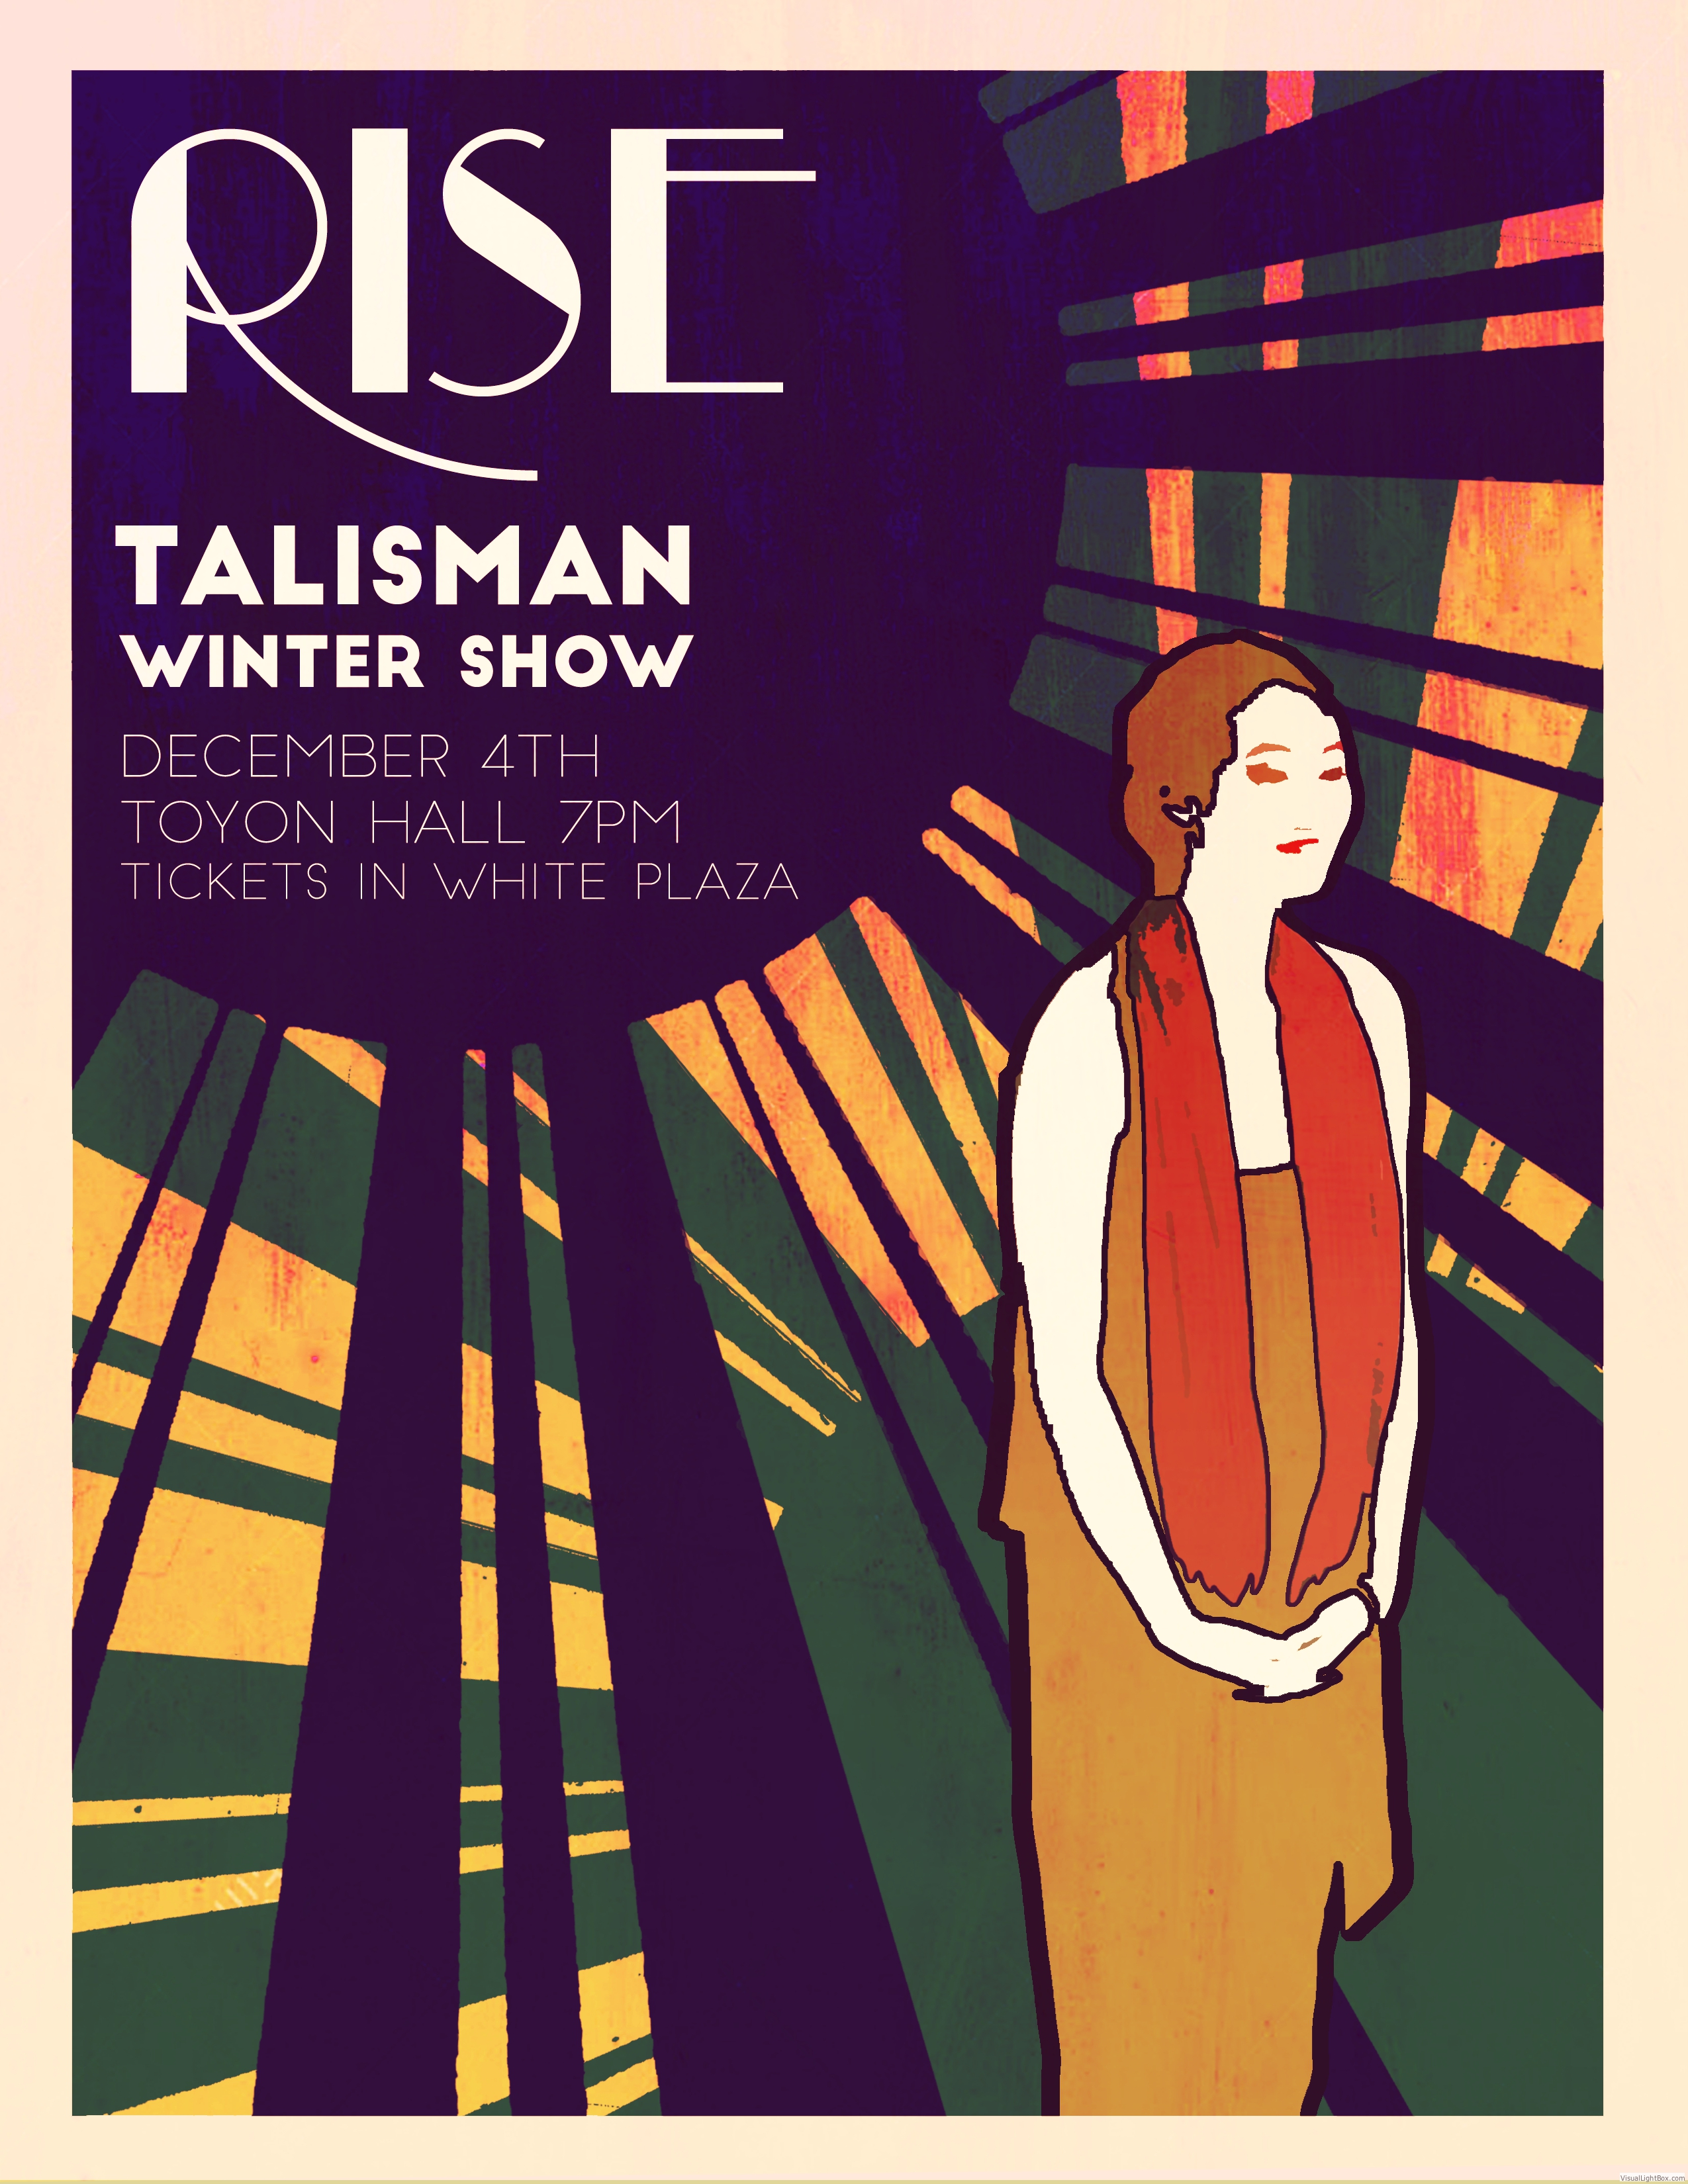 RISE
TALISMAN
WINTER SHOW
DECEMBER 4TH
TOYON HALL 7PM
TICKETS IN WHITE PLAZA
VisualLightBox.com